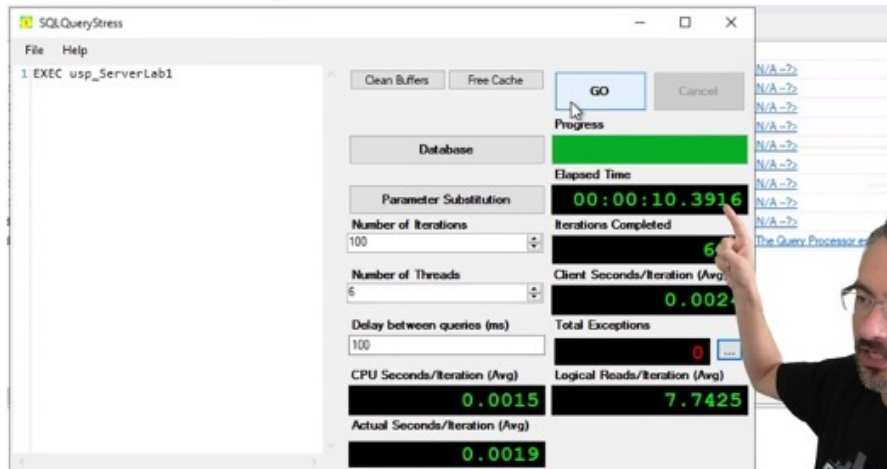 SQLQueryStress
File Help
1 EXEC usp_ServerLab1
Clean Buffers Free Cache
GO Cancel
Progress
Database
Elapsed Time
Parameter Substitution
00:00:10.3916
Number of Iterations Iterations Completed
100
Number of Threads Client Seconds/Iteration (Avg)
6
Delay between queries (ms) Total Exceptions
100 0 ...
CPU Seconds/Iteration (Avg) Logical Reads/Iteration (Avg)
0.0015 7.7425
Actual Seconds/Iteration (Avg)
0.0019
N/A --?>
N/A --?>
N/A --?>
N/A --?>
N/A --?>
N/A --?>
N/A --?>
N/A --?>
N/A --?>
The Query Processor es